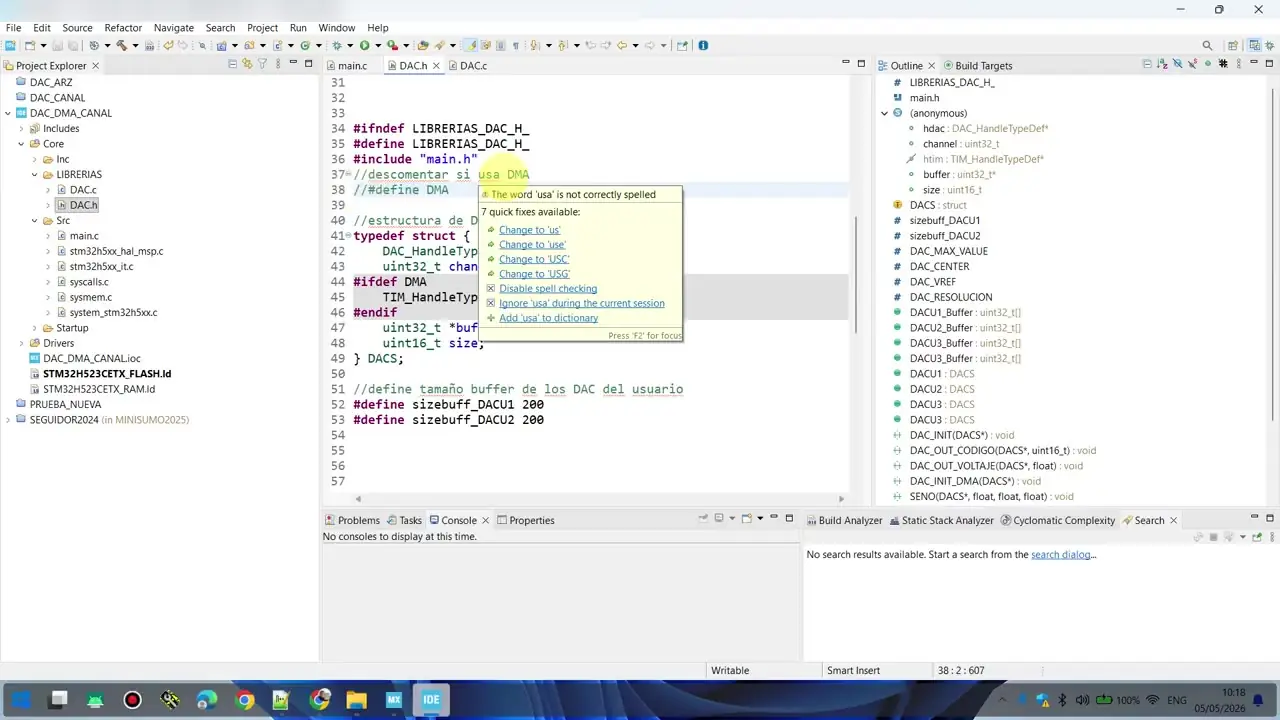 File Edit Source Refactor Navigate Search Project Run Window Help
Project Explorer
main.c DAC.h DAC.c
Outline Build Targets
DAC_ARZ
DAC_CANAL
DAC_DMA_CANAL
Includes
Core
Inc
LIBRERIAS
DAC.c
DAC.h
Src
main.c
stm32h5xx_hal_msp.c
stm32h5xx_it.c
syscalls.c
sysmem.c
system_stm32h5xx.c
Startup
Drivers
DAC_DMA_CANAL.ioc
STM32H523CETX_FLASH.ld
STM32H523CETX_RAM.ld
PRUEBA_NUEVA
SEGUIDOR2024 (in MINISUMO2025)
31
32
33
34 #ifndef LIBRERIAS_DAC_H_
35 #define LIBRERIAS_DAC_H_
36 #include "main.h"
37 //descomentar si usa DMA
38 //#define DMA
39
40 //estructura de D
41 typedef struct {
42 DAC_HandleTyp
43 uint32_t chan
44 #ifdef DMA
45 TIM_HandleTyp
46 #endif
47 uint32_t *buf
48 uint16_t size;
49 } DACS;
50
51 //define tamaño buffer de los DAC del usuario
52 #define sizebuff_DACU1 200
53 #define sizebuff_DACU2 200
54
55
56
57
The word 'usa' is not correctly spelled
7 quick fixes available:
Change to 'us'
Change to 'use'
Change to 'USC'
Change to 'USG'
Disable spell checking
Ignore 'usa' during the current session
Add 'usa' to dictionary
Press 'F2' for focus
LIBRERIAS_DAC_H_
main.h
(anonymous)
hdac : DAC_HandleTypeDef*
channel : uint32_t
htim : TIM_HandleTypeDef*
buffer : uint32_t*
size : uint16_t
DACS : struct
sizebuff_DACU1
sizebuff_DACU2
DAC_MAX_VALUE
DAC_CENTER
DAC_VREF
DAC_RESOLUCION
DACU1_Buffer : uint32_t[]
DACU2_Buffer : uint32_t[]
DACU3_Buffer : uint32_t[]
DACU3_Buffer : uint32_t[]
DACU1 : DACS
DACU2 : DACS
DACU3 : DACS
DACU3 : DACS
DAC_INIT(DACS*) : void
DAC_OUT_CODIGO(DACS*, uint16_t) : void
DAC_OUT_VOLTAJE(DACS*, float) : void
DAC_INIT_DMA(DACS*) : void
SENO(DACS*, float, float, float) : void
Problems Tasks Console Properties
No consoles to display at this time.
Build Analyzer Static Stack Analyzer Cyclomatic Complexity Search
No search results available. Start a search from the search dialog...
Writable Smart Insert 38 : 2 : 607
MX IDE 100% ENG 10:18
05/05/2026